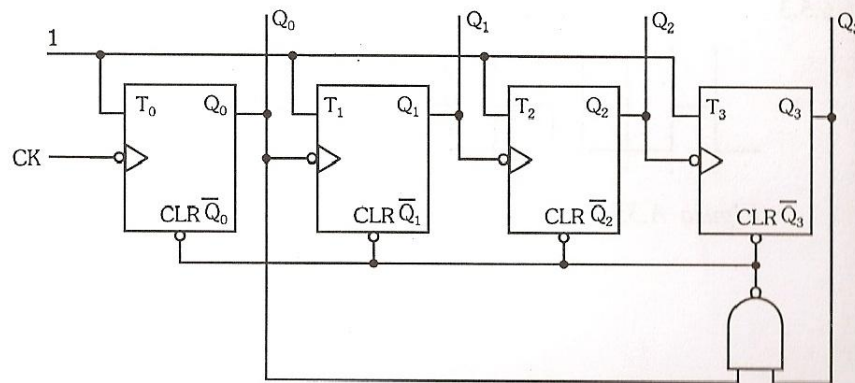 Q₀
Q₁
Q₂
1
T₀ Q₀
T₁ Q₁
T₂ Q₂
T₃ Q₃
CK
CLR Q̅₀
CLR Q̅₁
CLR Q̅₂
CLR Q̅₃